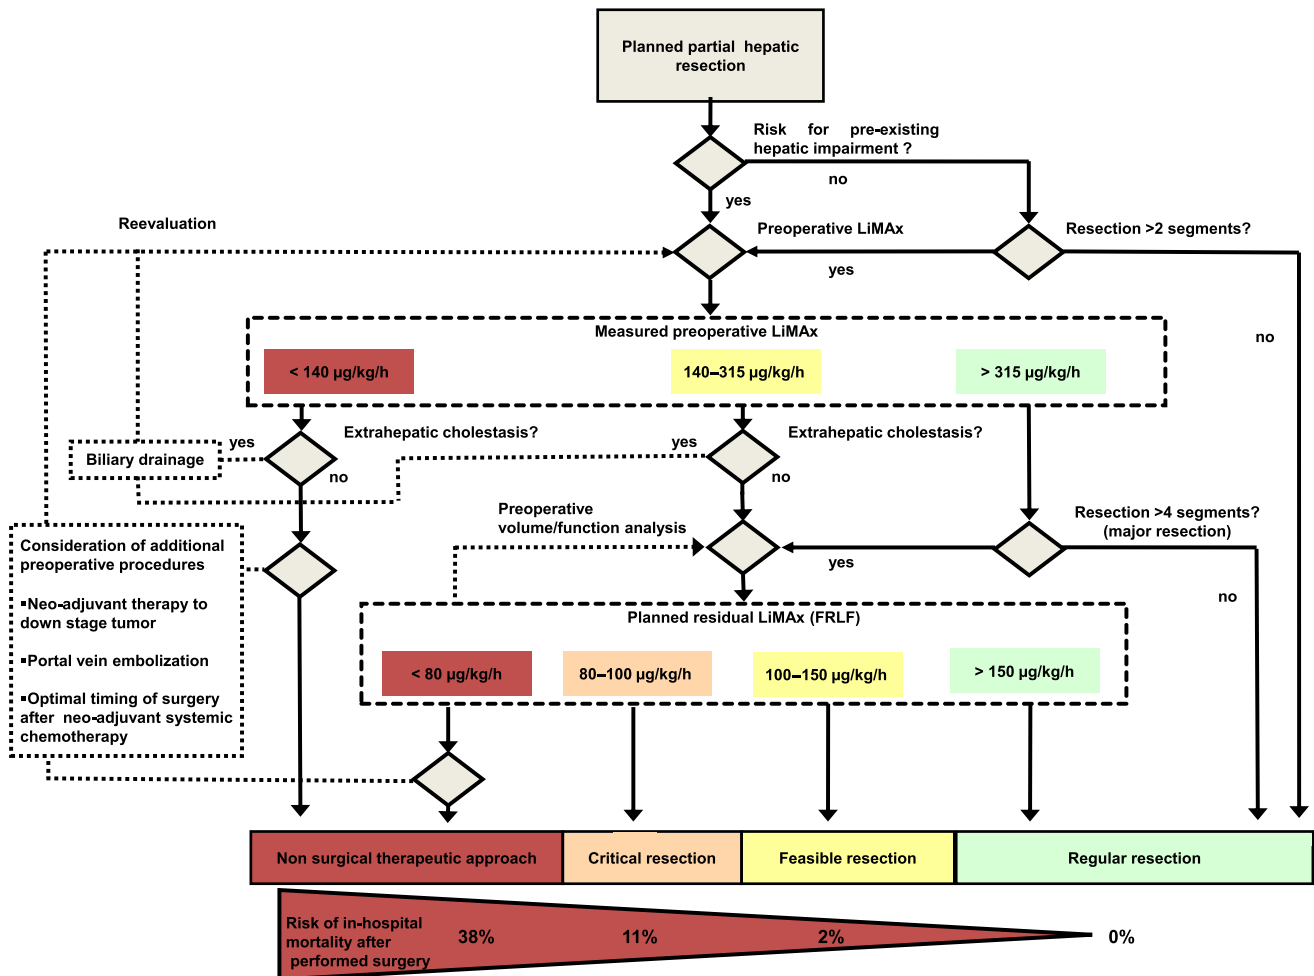 Planned partial hepatic
resection
Risk for pre-existing
hepatic impairment ?
no
yes
Reevaluation
Preoperative LiMAx
Resection >2 segments?
yes
no
Measured preoperative LiMAx
< 140 µg/kg/h
140–315 µg/kg/h
> 315 µg/kg/h
yes
Extrahepatic cholestasis?
yes
Extrahepatic cholestasis?
Biliary drainage
no
no
Preoperative
volume/function analysis
Resection >4 segments?
(major resection)
yes
no
Consideration of additional
preoperative procedures
▪Neo-adjuvant therapy to
down stage tumor
▪Portal vein embolization
▪Optimal timing of surgery
after neo-adjuvant systemic
chemotherapy
Planned residual LiMAx (FRLF)
< 80 µg/kg/h
80–100 µg/kg/h
100–150 µg/kg/h
> 150 µg/kg/h
Non surgical therapeutic approach
Critical resection
Feasible resection
Regular resection
Risk of in-hospital
mortality after
performed surgery
38%
11%
2%
0%